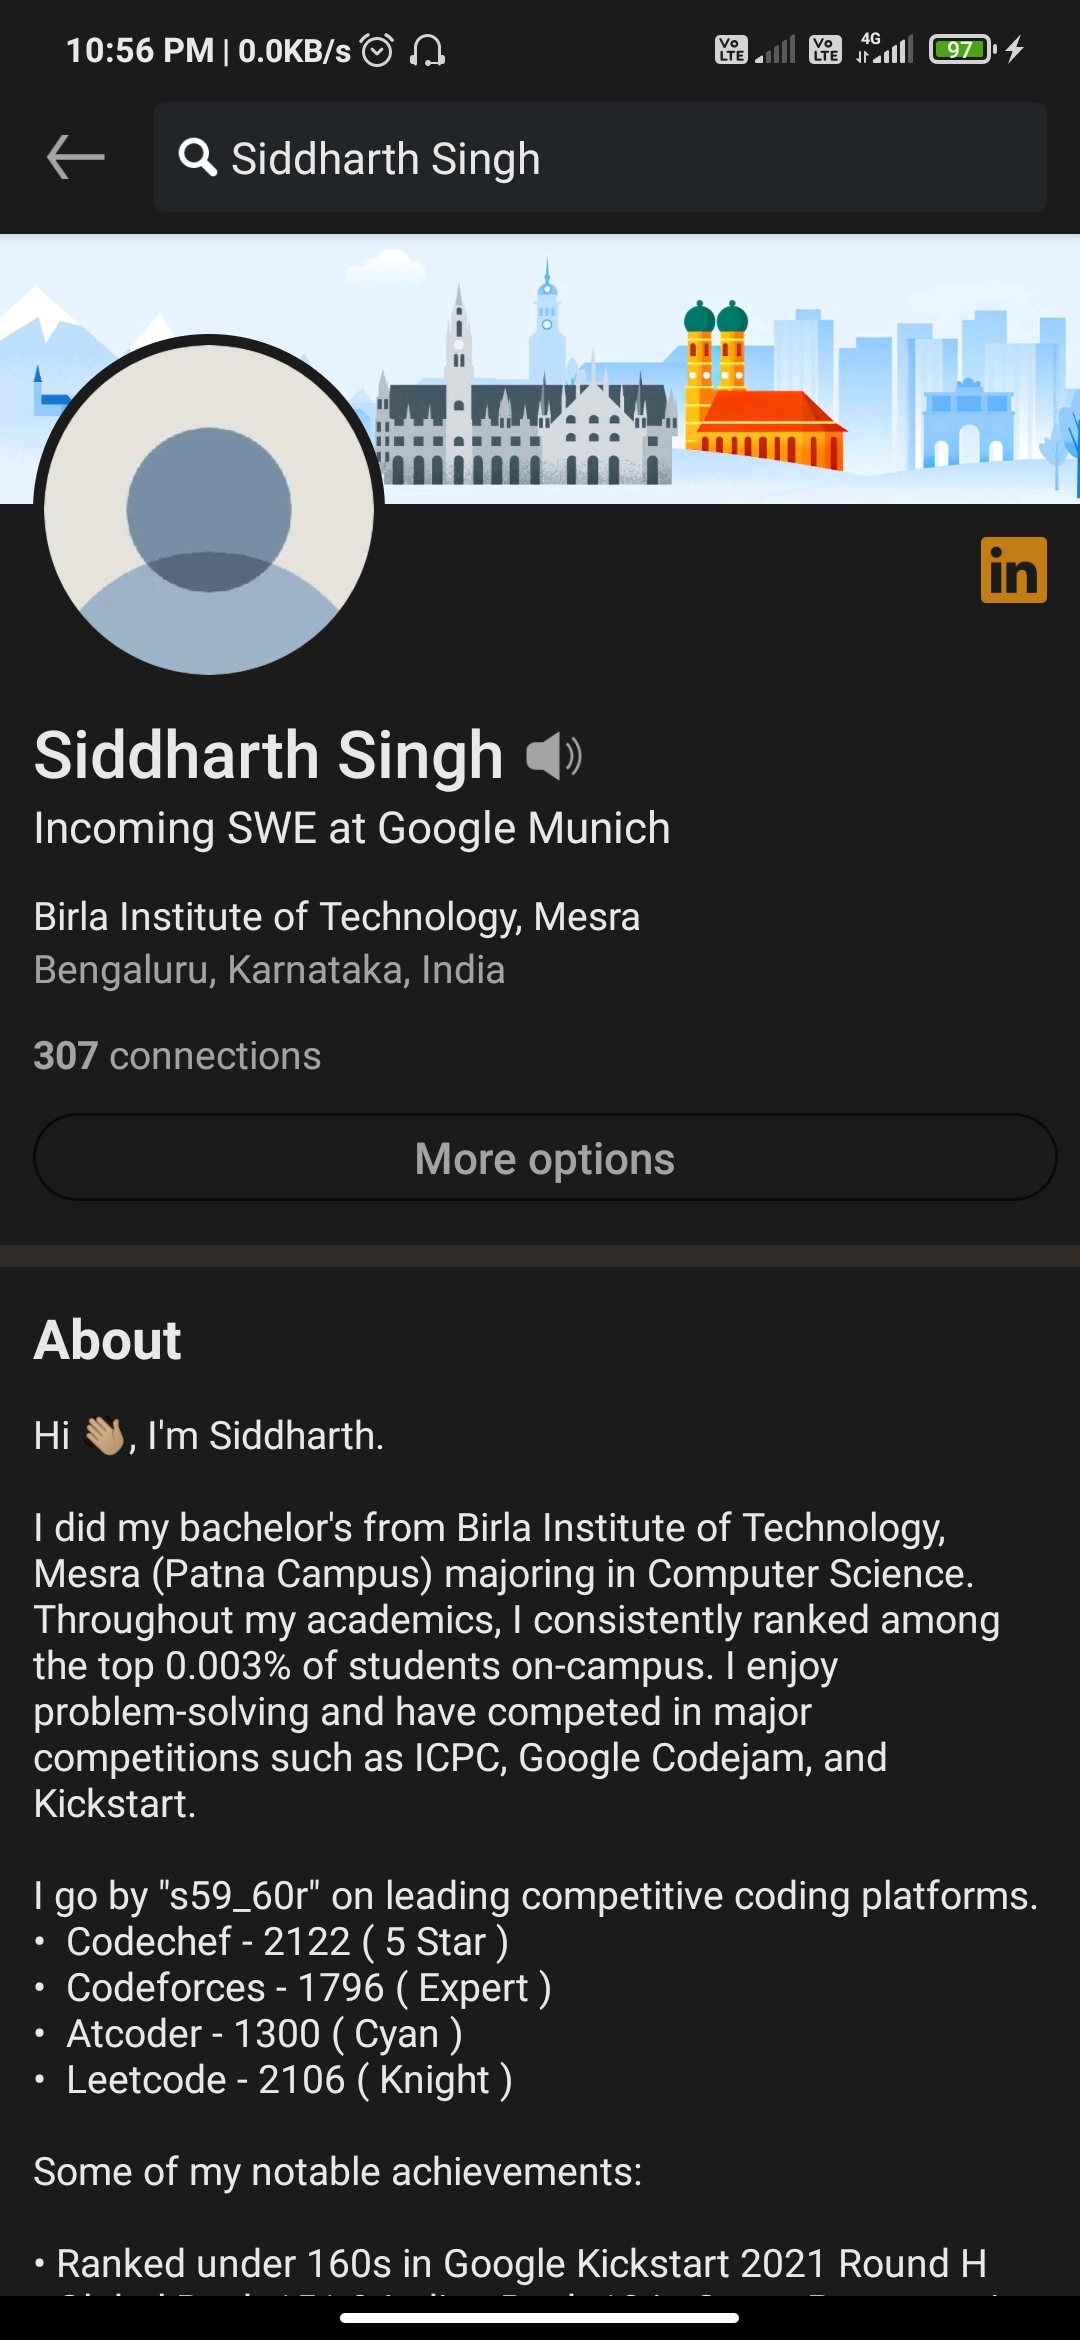 10:56 PM | 0.0KB/s Vo LTE Vo LTE 4G 97
Siddharth Singh
in
Siddharth Singh
Incoming SWE at Google Munich
Birla Institute of Technology, Mesra
Bengaluru, Karnataka, India
307 connections
More options
About
Hi 👋🏼, I'm Siddharth.
I did my bachelor's from Birla Institute of Technology,
Mesra (Patna Campus) majoring in Computer Science.
Throughout my academics, I consistently ranked among
the top 0.003% of students on-campus. I enjoy
problem-solving and have competed in major
competitions such as ICPC, Google Codejam, and
Kickstart.
I go by "s59_60r" on leading competitive coding platforms.
• Codechef - 2122 ( 5 Star )
• Codeforces - 1796 ( Expert )
• Atcoder - 1300 ( Cyan )
• Leetcode - 2106 ( Knight )
Some of my notable achievements:
• Ranked under 160s in Google Kickstart 2021 Round H